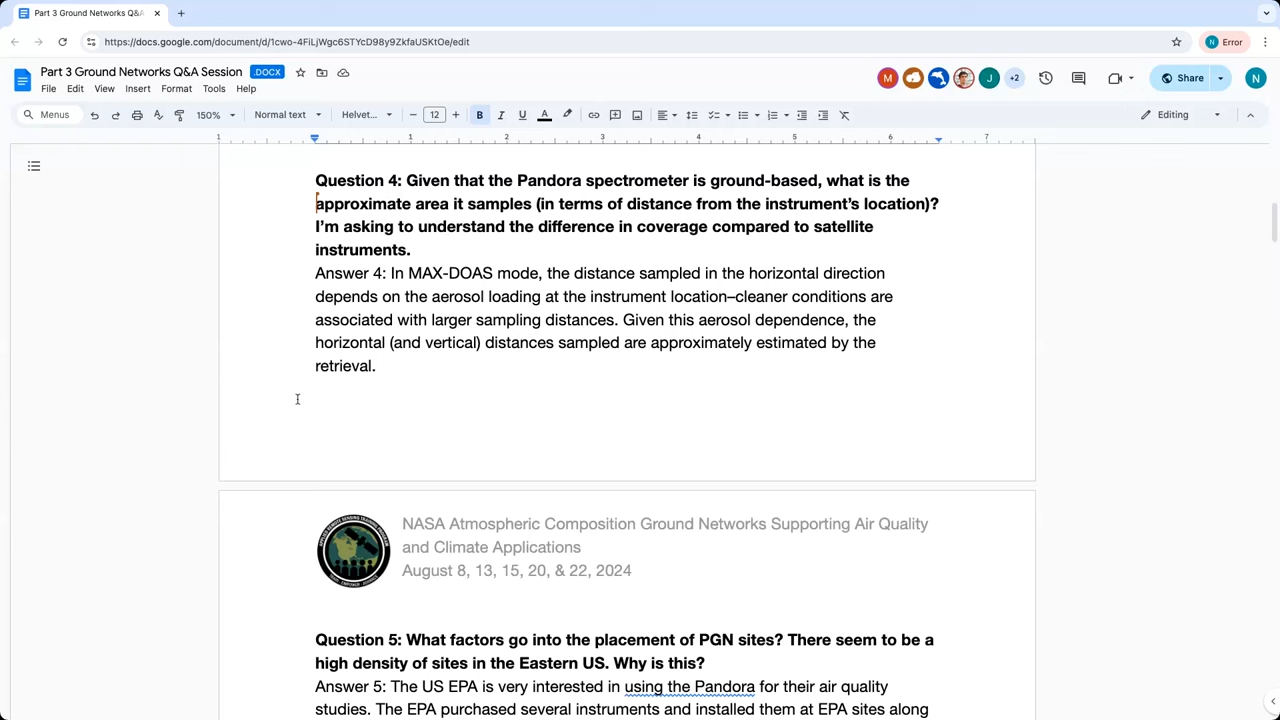 Part 3 Ground Networks Q&A
https://docs.google.com/document/d/1cwo-4FiLjWgc6STYcD98y9ZkfaUSKtOe/edit
N Error
Part 3 Ground Networks Q&A Session .DOCX
M J +2 Share N
File Edit View Insert Format Tools Help
Menus 150% Normal text Helvet... 12 B I U A Editing
1 1 2 3 4 5 6 7
Question 4: Given that the Pandora spectrometer is ground-based, what is the
approximate area it samples (in terms of distance from the instrument’s location)?
I’m asking to understand the difference in coverage compared to satellite
instruments.
Answer 4: In MAX-DOAS mode, the distance sampled in the horizontal direction
depends on the aerosol loading at the instrument location–cleaner conditions are
associated with larger sampling distances. Given this aerosol dependence, the
horizontal (and vertical) distances sampled are approximately estimated by the
retrieval.
NASA Atmospheric Composition Ground Networks Supporting Air Quality
and Climate Applications
August 8, 13, 15, 20, & 22, 2024
Question 5: What factors go into the placement of PGN sites? There seem to be a
high density of sites in the Eastern US. Why is this?
Answer 5: The US EPA is very interested in using the Pandora for their air quality
studies. The EPA purchased several instruments and installed them at EPA sites along